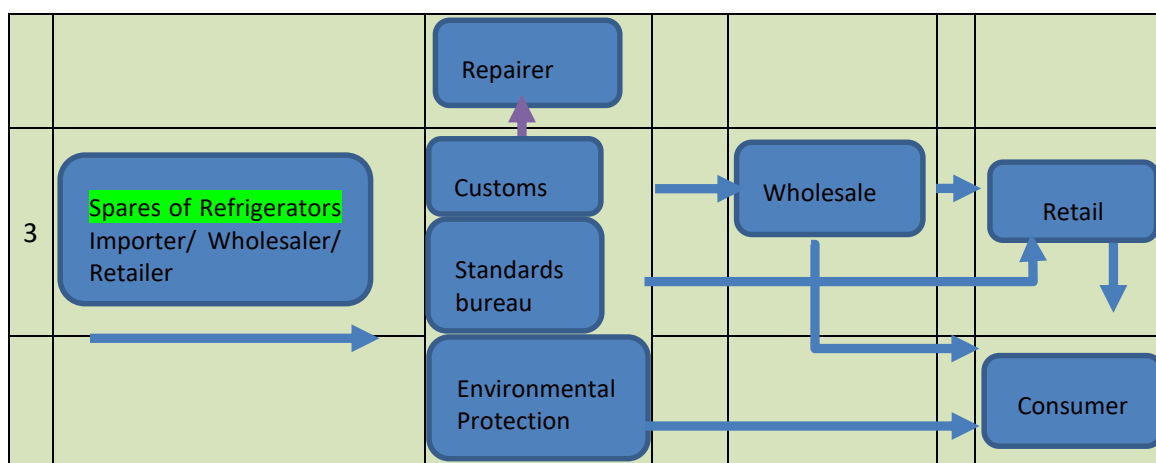 Repairer
3
Spares of Refrigerators
Importer/ Wholesaler/
Retailer
Customs
Wholesale
Retail
Standards
bureau
Environmental
Protection
Consumer